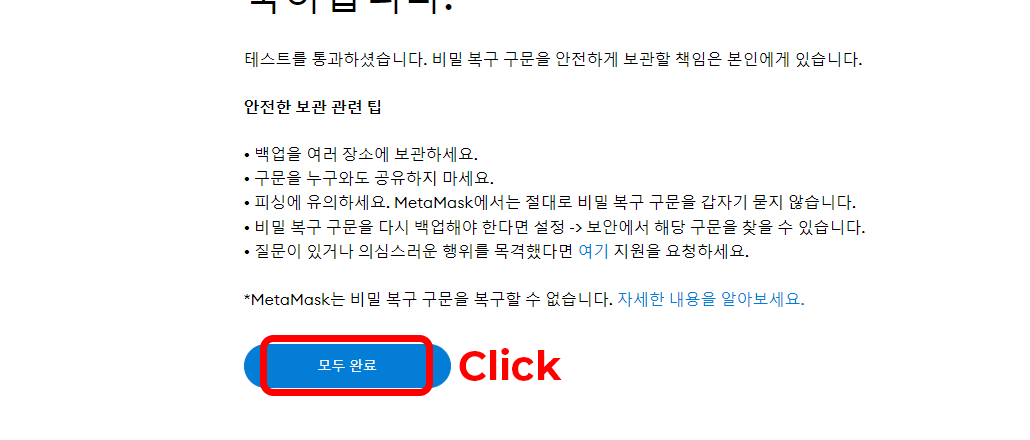 축하합니다!
테스트를 통과하셨습니다. 비밀 복구 구문을 안전하게 보관할 책임은 본인에게 있습니다.
안전한 보관 관련 팁
• 백업을 여러 장소에 보관하세요.
• 구문을 누구와도 공유하지 마세요.
• 피싱에 유의하세요. MetaMask에서는 절대로 비밀 복구 구문을 갑자기 묻지 않습니다.
• 비밀 복구 구문을 다시 백업해야 한다면 설정 -> 보안에서 해당 구문을 찾을 수 있습니다.
• 질문이 있거나 의심스러운 행위를 목격했다면 여기 지원을 요청하세요.
*MetaMask는 비밀 복구 구문을 복구할 수 없습니다. 자세한 내용을 알아보세요.
모두 완료 Click